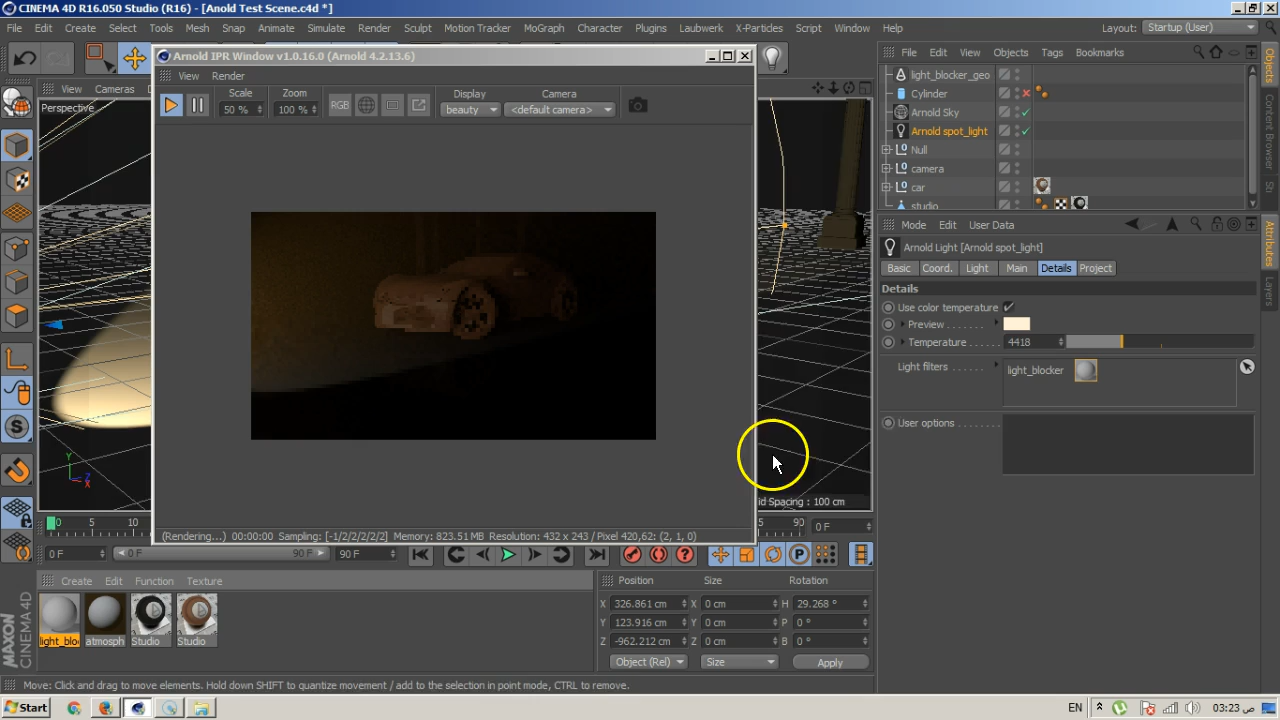 CINEMA 4D R16.050 Studio (R16) - [Anold Test Scene.c4d *]
File Edit Create Select Tools Mesh Snap Animate Simulate Render Sculpt Motion Tracker MoGraph Character Plugins Laubwerk X-Particles Script Window Help
Layout: Startup (User)
Arnold IPR Window v1.0.16.0 (Arnold 4.2.13.6)
View Render
Scale Zoom Display Camera
50 % 100 % RGB beauty <default camera>
View Cameras
Perspective
File Edit View Objects Tags Bookmarks
light_blocker_geo
Cylinder
Arnold Sky
Arnold spot_light
Null
camera
car
studio
Objects
Content Browser
Attributes
Layers
Mode Edit User Data
Arnold Light [Arnold spot_light]
Basic Coord. Light Main Details Project
Details
Use color temperature
Preview . . . . . . .
Temperature . . . . . . 4418
Light filters . . . . . . . light_blocker
User options . . . . . . . .
id Spacing : 100 cm
(Rendering...) 00:00:00 Sampling: [-1/2/2/2/2/2] Memory: 823.51 MB Resolution: 432 x 243 / Pixel 420,62: (2, 1, 0)
0 5 10 5 90 0 F
0 F 0 F 90 F 90 F
Create Edit Function Texture
light_blo atmosph Studio Studio
Position Size Rotation
X 326.861 cm X 0 cm H 29.268 °
Y 123.916 cm Y 0 cm P 0 °
Z -962.212 cm Z 0 cm B 0 °
Object (Rel) Size Apply
MAXON CINEMA 4D
Move: Click and drag to move elements. Hold down SHIFT to quantize movement / add to the selection in point mode, CTRL to remove.
Start EN 03:23 ص